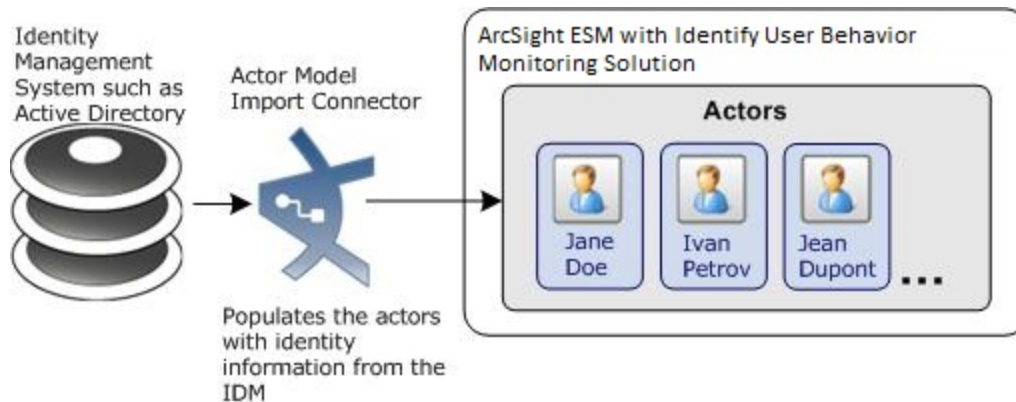 Identity
Management
System such as
Active Directory
Actor Model
Import Connector
Populates the actors
with identity
information from the
IDM
ArcSight ESM with Identify User Behavior
Monitoring Solution
Actors
Jane
Doe
Ivan
Petrov
Jean
Dupont
...